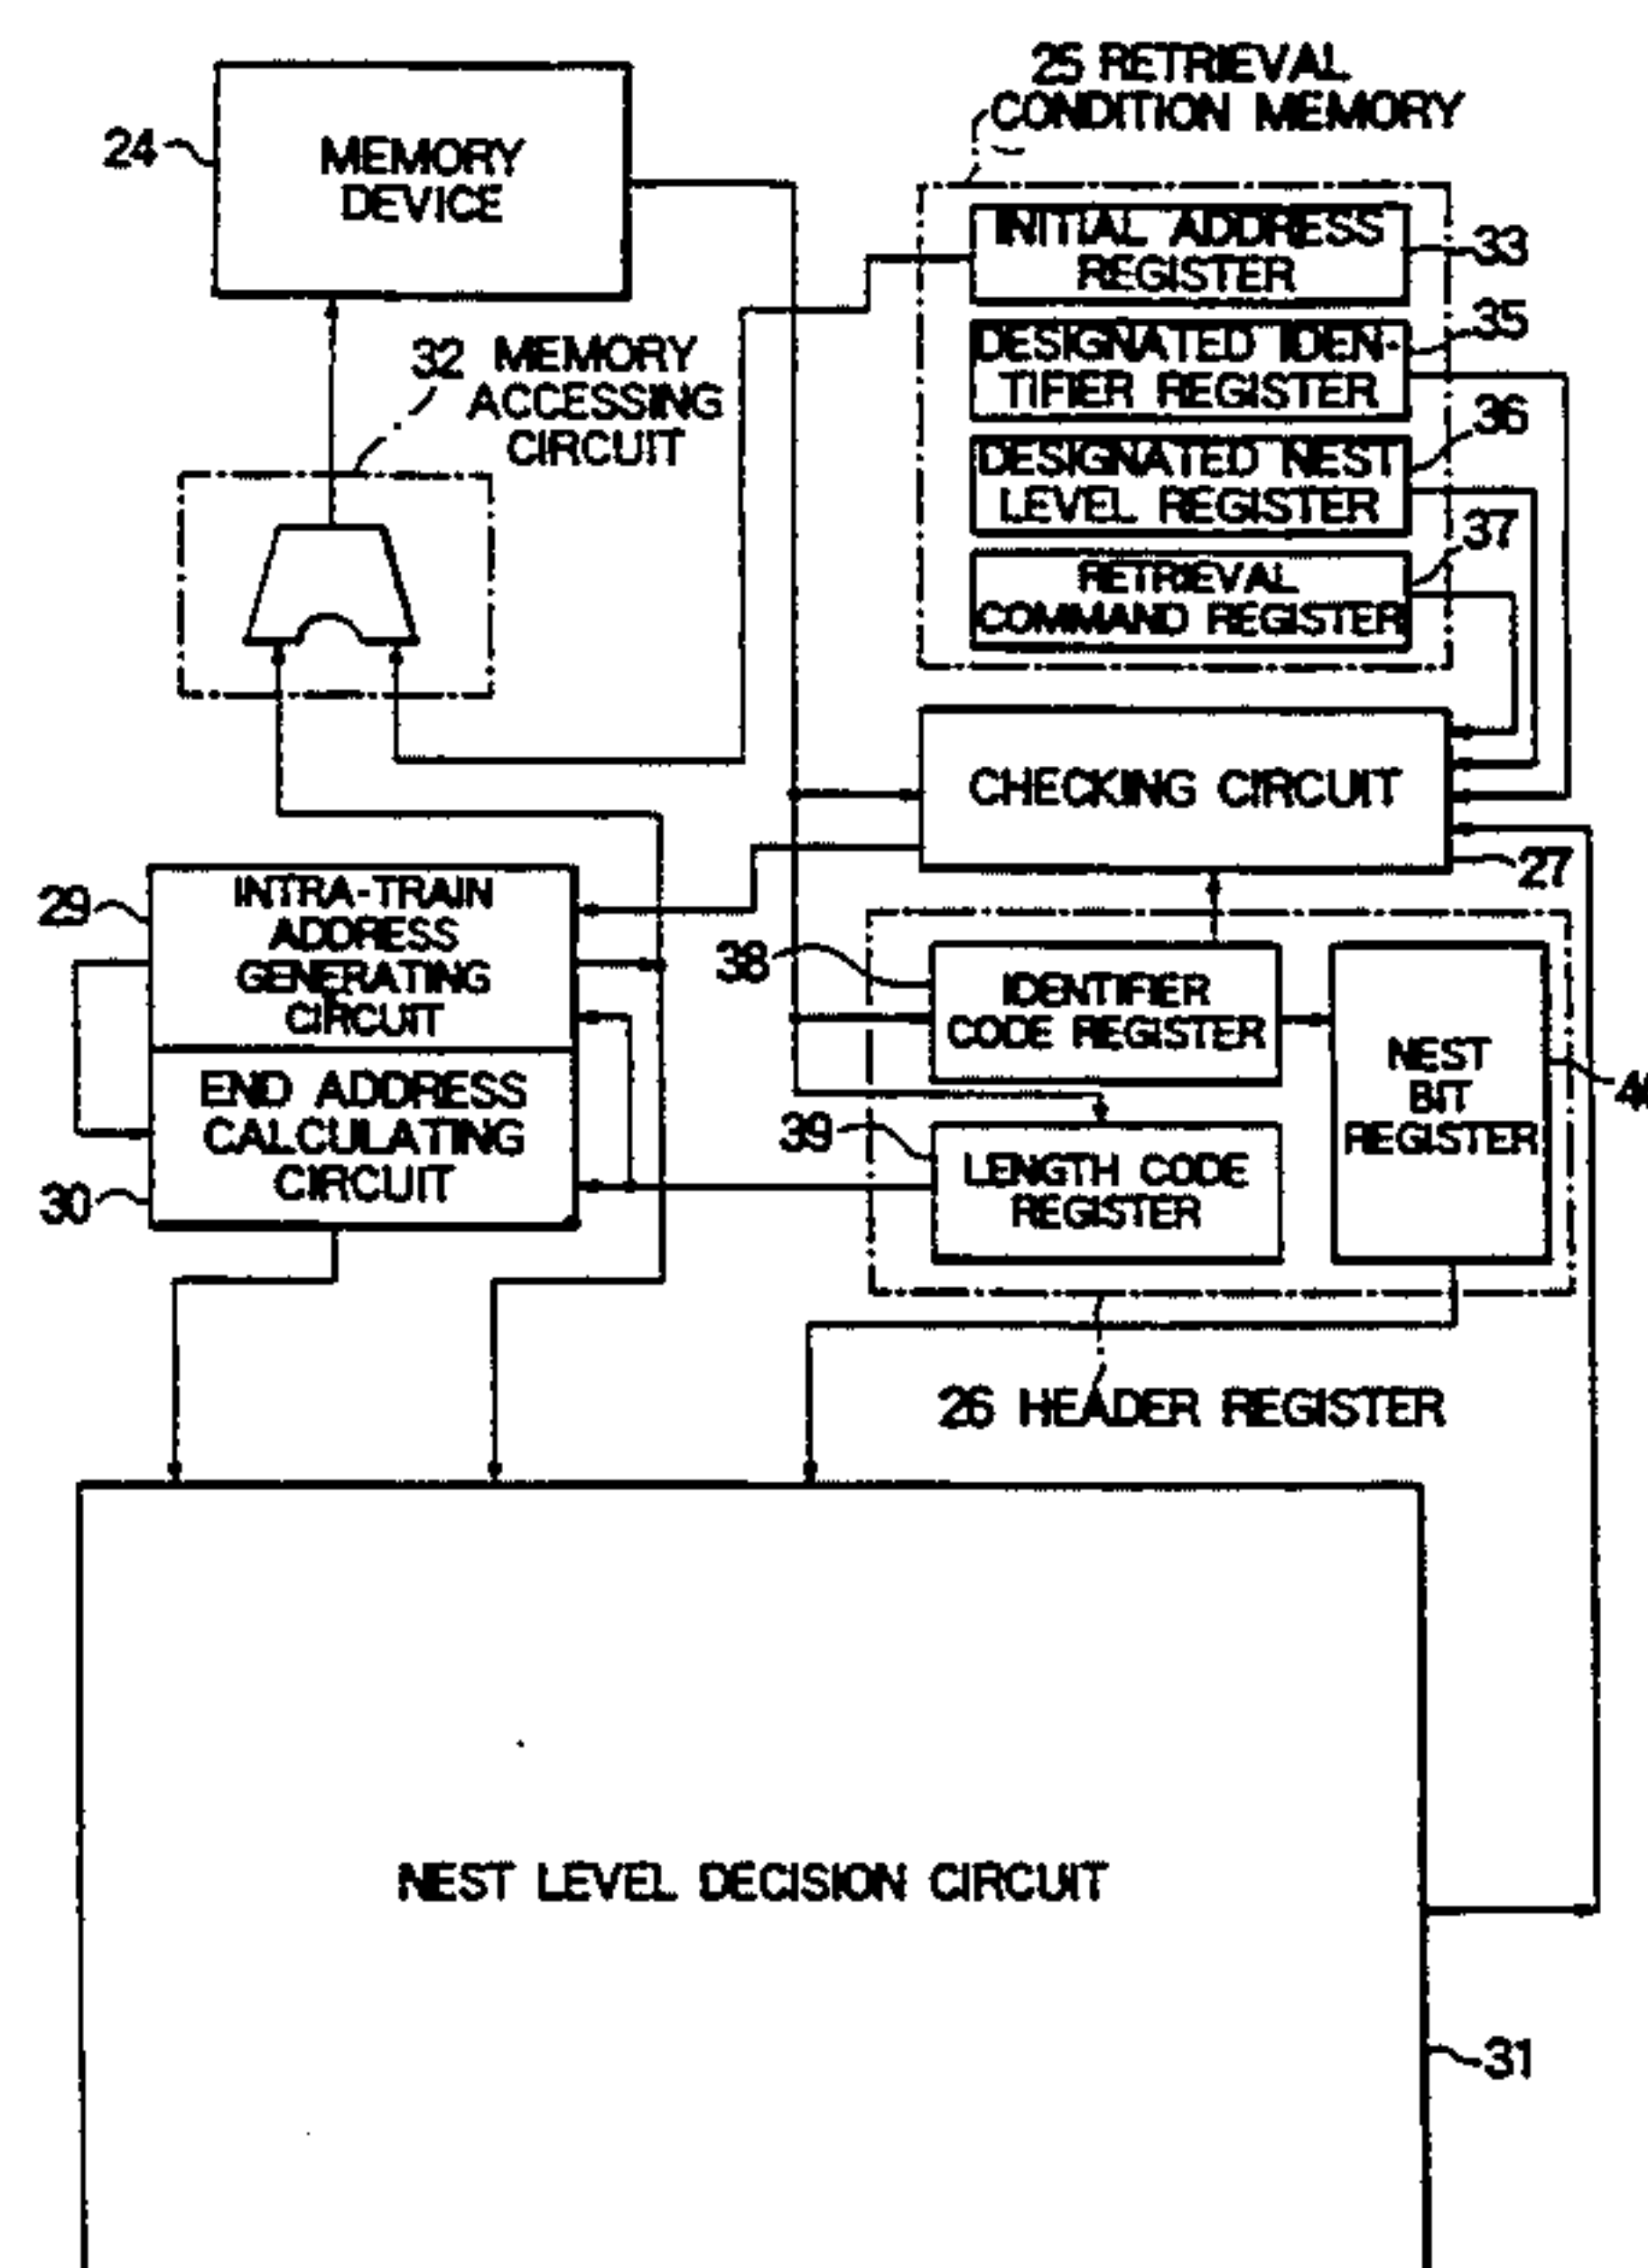 25 RETRIEVAL
CONDITION MEMORY
24
MEMORY
DEVICE
INITIAL ADDRESS
REGISTER
33
DESIGNATED IDEN-
TIFIER REGISTER
35
32 MEMORY
ACCESSING
CIRCUIT
DESIGNATED NEST
LEVEL REGISTER
36
RETRIEVAL
COMMAND REGISTER
37
CHECKING CIRCUIT
27
29
INTRA-TRAIN
ADDRESS
GENERATING
CIRCUIT
38
IDENTIFIER
CODE REGISTER
NEST
BIT
REGISTER
END ADDRESS
CALCULATING
CIRCUIT
30
39
LENGTH CODE
REGISTER
26 HEADER REGISTER
NEST LEVEL DECISION CIRCUIT
31